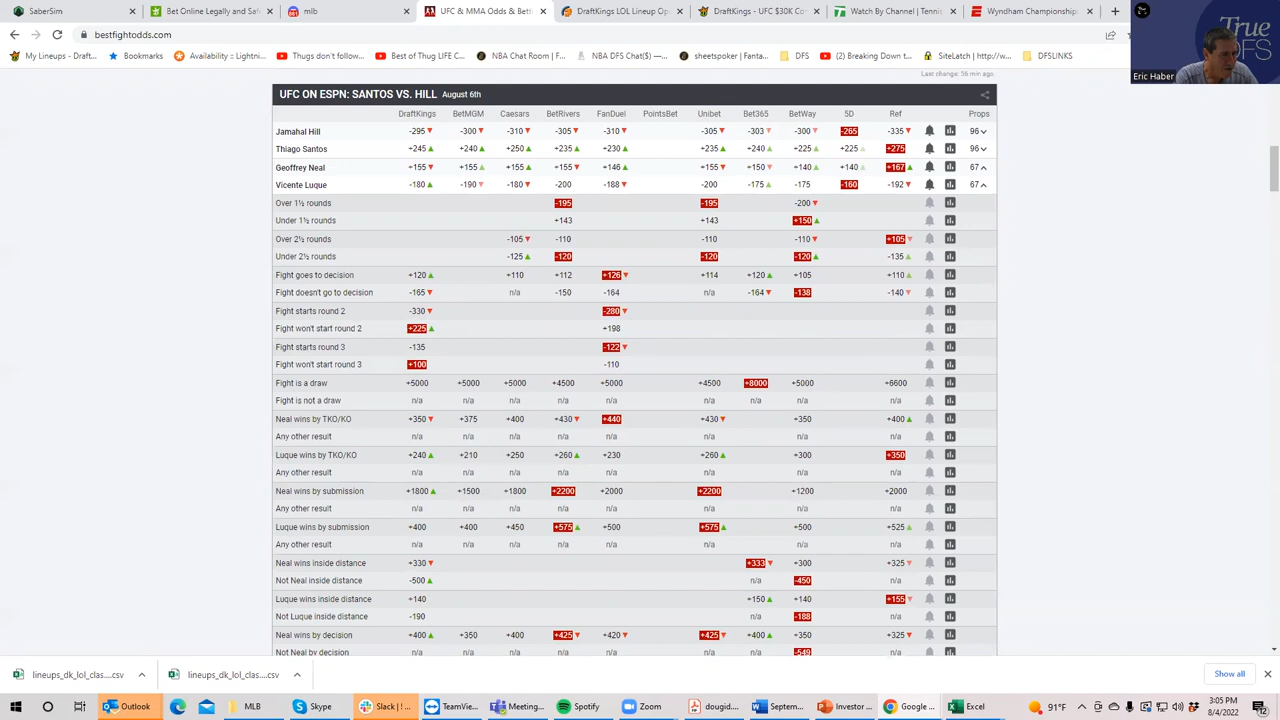 SaberSim
Bet Online Legally and Saf
mlb
UFC & MMA Odds & Bett
DraftKings LOL Lineup Op
DraftKings - UFC $30K Co
Watch By Channel | Tennis
Wyndham Championship
bestfightodds.com
My Lineups - Draft...
Bookmarks
Availability :: Lightni...
Thugs don't follow...
Best of Thug LIFE C...
NBA Chat Room | F...
NBA DFS Chat($) —...
sheetspoker | Fanta...
DFS
(2) Breaking Down t...
SiteLatch | http://w...
DFSLINKS
True
DFS
Eric Haber
Last change: 56 min ago.
UFC ON ESPN: SANTOS VS. HILL August 6th
DraftKings BetMGM Caesars BetRivers FanDuel PointsBet Unibet Bet365 BetWay 5D Ref Props
Jamahal Hill -295 -300 -310 -305 -310 -305 -303 -300 -265 -335 96
Thiago Santos +245 +240 +250 +235 +230 +235 +240 +225 +225 +275 96
Geoffrey Neal +155 +155 +155 +155 +146 +155 +150 +140 +140 +167 67
Vicente Luque -180 -190 -180 -200 -188 -200 -175 -175 -160 -192 67
Over 1½ rounds -195 -195 -200
Under 1½ rounds +143 +143 +150
Over 2½ rounds -105 -110 -110 -110 +105
Under 2½ rounds -125 -120 -120 -120 -135
Fight goes to decision +120 +110 +112 +126 +114 +120 +105 +110
Fight doesn't go to decision -165 n/a -150 -164 n/a -164 -138 -140
Fight starts round 2 -330 -280
Fight won't start round 2 +225 +198
Fight starts round 3 -135 -122
Fight won't start round 3 +100 -110
Fight is a draw +5000 +5000 +5000 +4500 +5000 +4500 +8000 +5000 +6600
Fight is not a draw n/a n/a n/a n/a n/a n/a n/a n/a n/a
Neal wins by TKO/KO +350 +375 +400 +430 +440 +430 +350 +400
Any other result n/a n/a n/a n/a n/a n/a n/a n/a
Luque wins by TKO/KO +240 +210 +250 +260 +230 +260 +300 +350
Any other result n/a n/a n/a n/a n/a n/a n/a n/a
Neal wins by submission +1800 +1500 +1800 +2200 +2000 +2200 +1200 +2000
Any other result n/a n/a n/a n/a n/a n/a n/a n/a
Luque wins by submission +400 +400 +450 +575 +500 +575 +500 +525
Any other result n/a n/a n/a n/a n/a n/a n/a n/a
Neal wins inside distance +330 +333 +300 +325
Not Neal inside distance -500 n/a -450 n/a
Luque wins inside distance +140 +150 +140 +155
Not Luque inside distance -190 n/a -188 n/a
Neal wins by decision +400 +350 +400 +425 +420 +425 +400 +350 +325
Not Neal by decision n/a n/a n/a n/a n/a n/a n/a -549 n/a
lineups_dk_lol_clas....csv
lineups_dk_lol_clas....csv
Show all
Outlook
MLB
Skype
Slack | ! ...
TeamVie...
Meeting...
Spotify
Zoom
dougid...
Septem...
Investor ...
Google ...
Excel
91°F
3:05 PM
8/4/2022
12